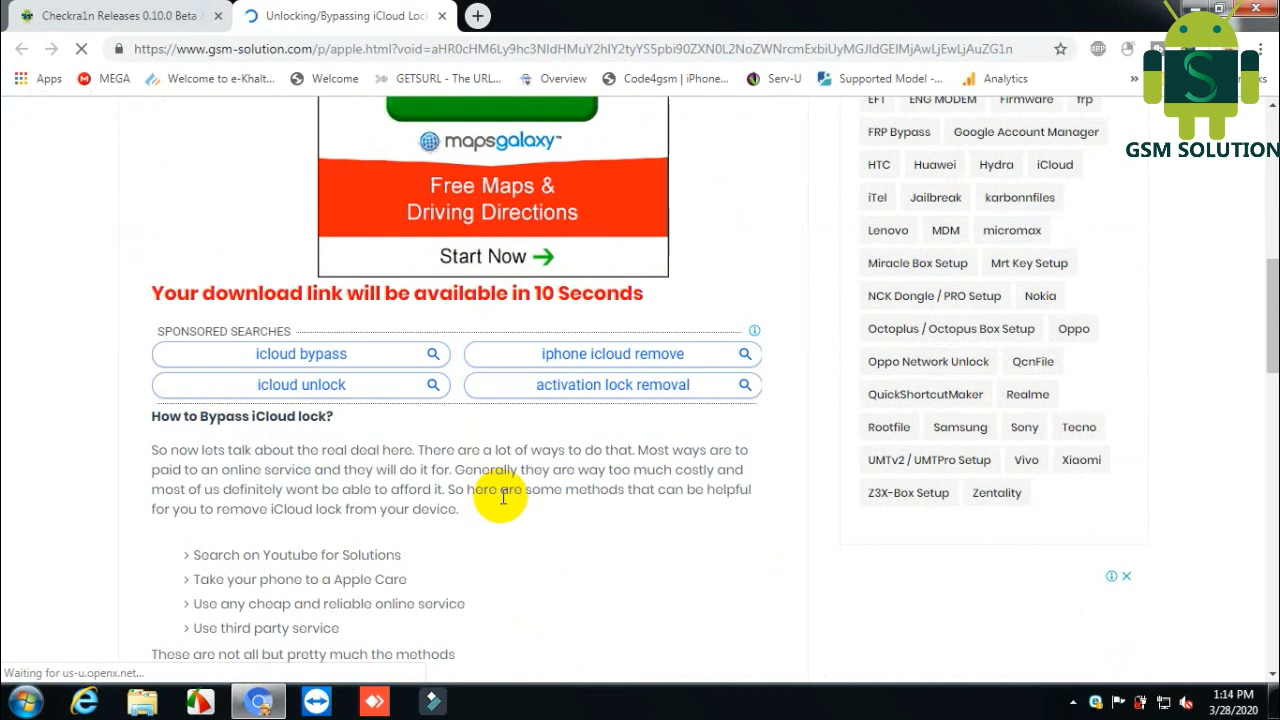 Checkra1n Releases 0.10.0 Beta
Unlocking/Bypassing iCloud Loc
https://www.gsm-solution.com/p/apple.html?void=
ABP
Apps
MEGA
Welcome to e-Khalt...
Welcome
GETSURL - The URL...
Overview
Code4gsm | iPhone...
Serv-U
Supported Model -...
Analytics
»
GSM SOLUTION
mapsgalaxy™
Free Maps &
Driving Directions
Start Now
Your download link will be available in 10 Seconds
SPONSORED SEARCHES
icloud bypass
iphone icloud remove
icloud unlock
activation lock removal
How to Bypass iCloud lock?
So now lets talk about the real deal here. There are a lot of ways to do that. Most ways are to
paid to an online service and they will do it for. Generally they are way too much costly and
most of us definitely wont be able to afford it. So here are some methods that can be helpful
for you to remove iCloud lock from your device.
> Search on Youtube for Solutions
> Take your phone to a Apple Care
> Use any cheap and reliable online service
> Use third party service
These are not all but pretty much the methods
EFT ENG MODEM Firmware frp
FRP Bypass Google Account Manager
HTC Huawei Hydra iCloud
iTel Jailbreak karbonnfiles
Lenovo MDM micromax
Miracle Box Setup Mrt Key Setup
NCK Dongle / PRO Setup Nokia
Octoplus / Octopus Box Setup Oppo
Oppo Network Unlock QcnFile
QuickShortcutMaker Realme
Rootfile Samsung Sony Tecno
UMTv2 / UMTPro Setup Vivo Xiaomi
Z3X-Box Setup Zentality
Waiting for us-u.openx.net...
1:14 PM
3/28/2020